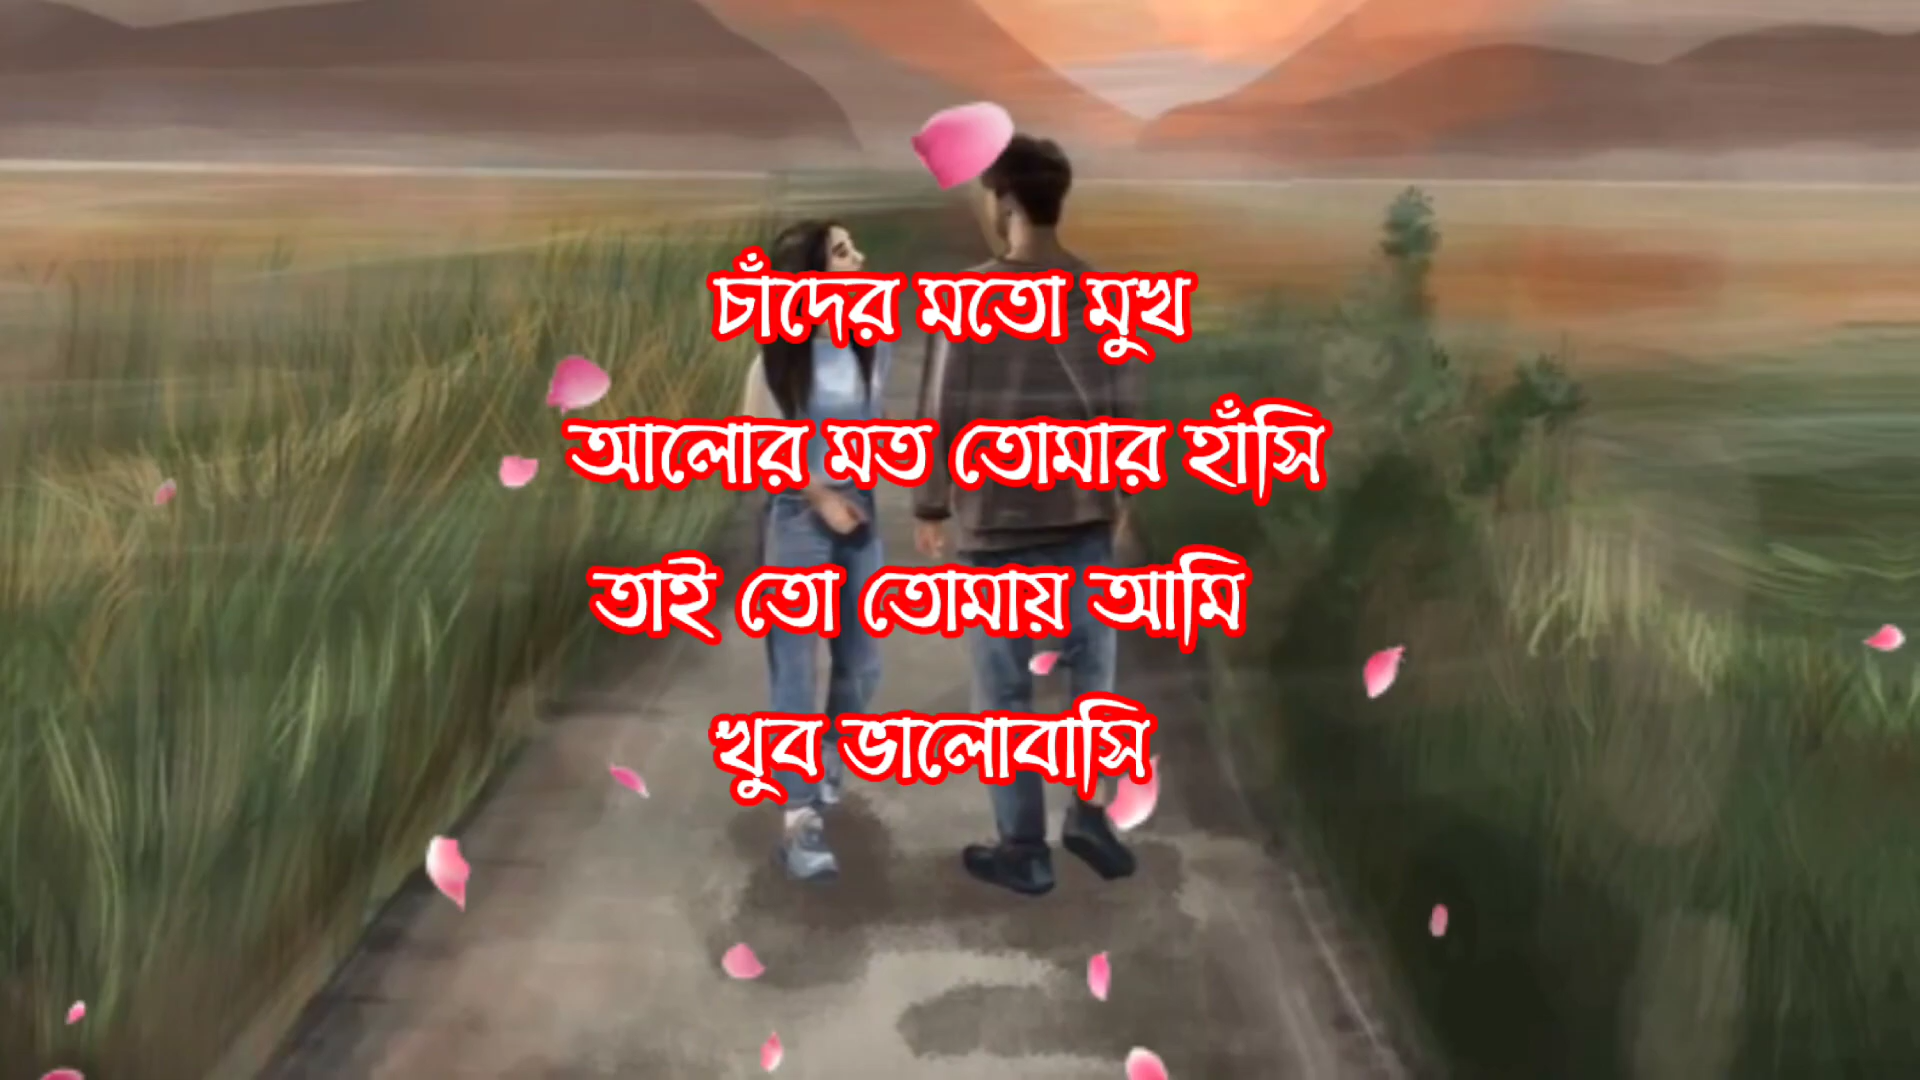 চাঁদের মতো মুখ
আলোর মত তোমার হাঁসি
তাই তো তোমায় আমি
খুব ভালোবাসি